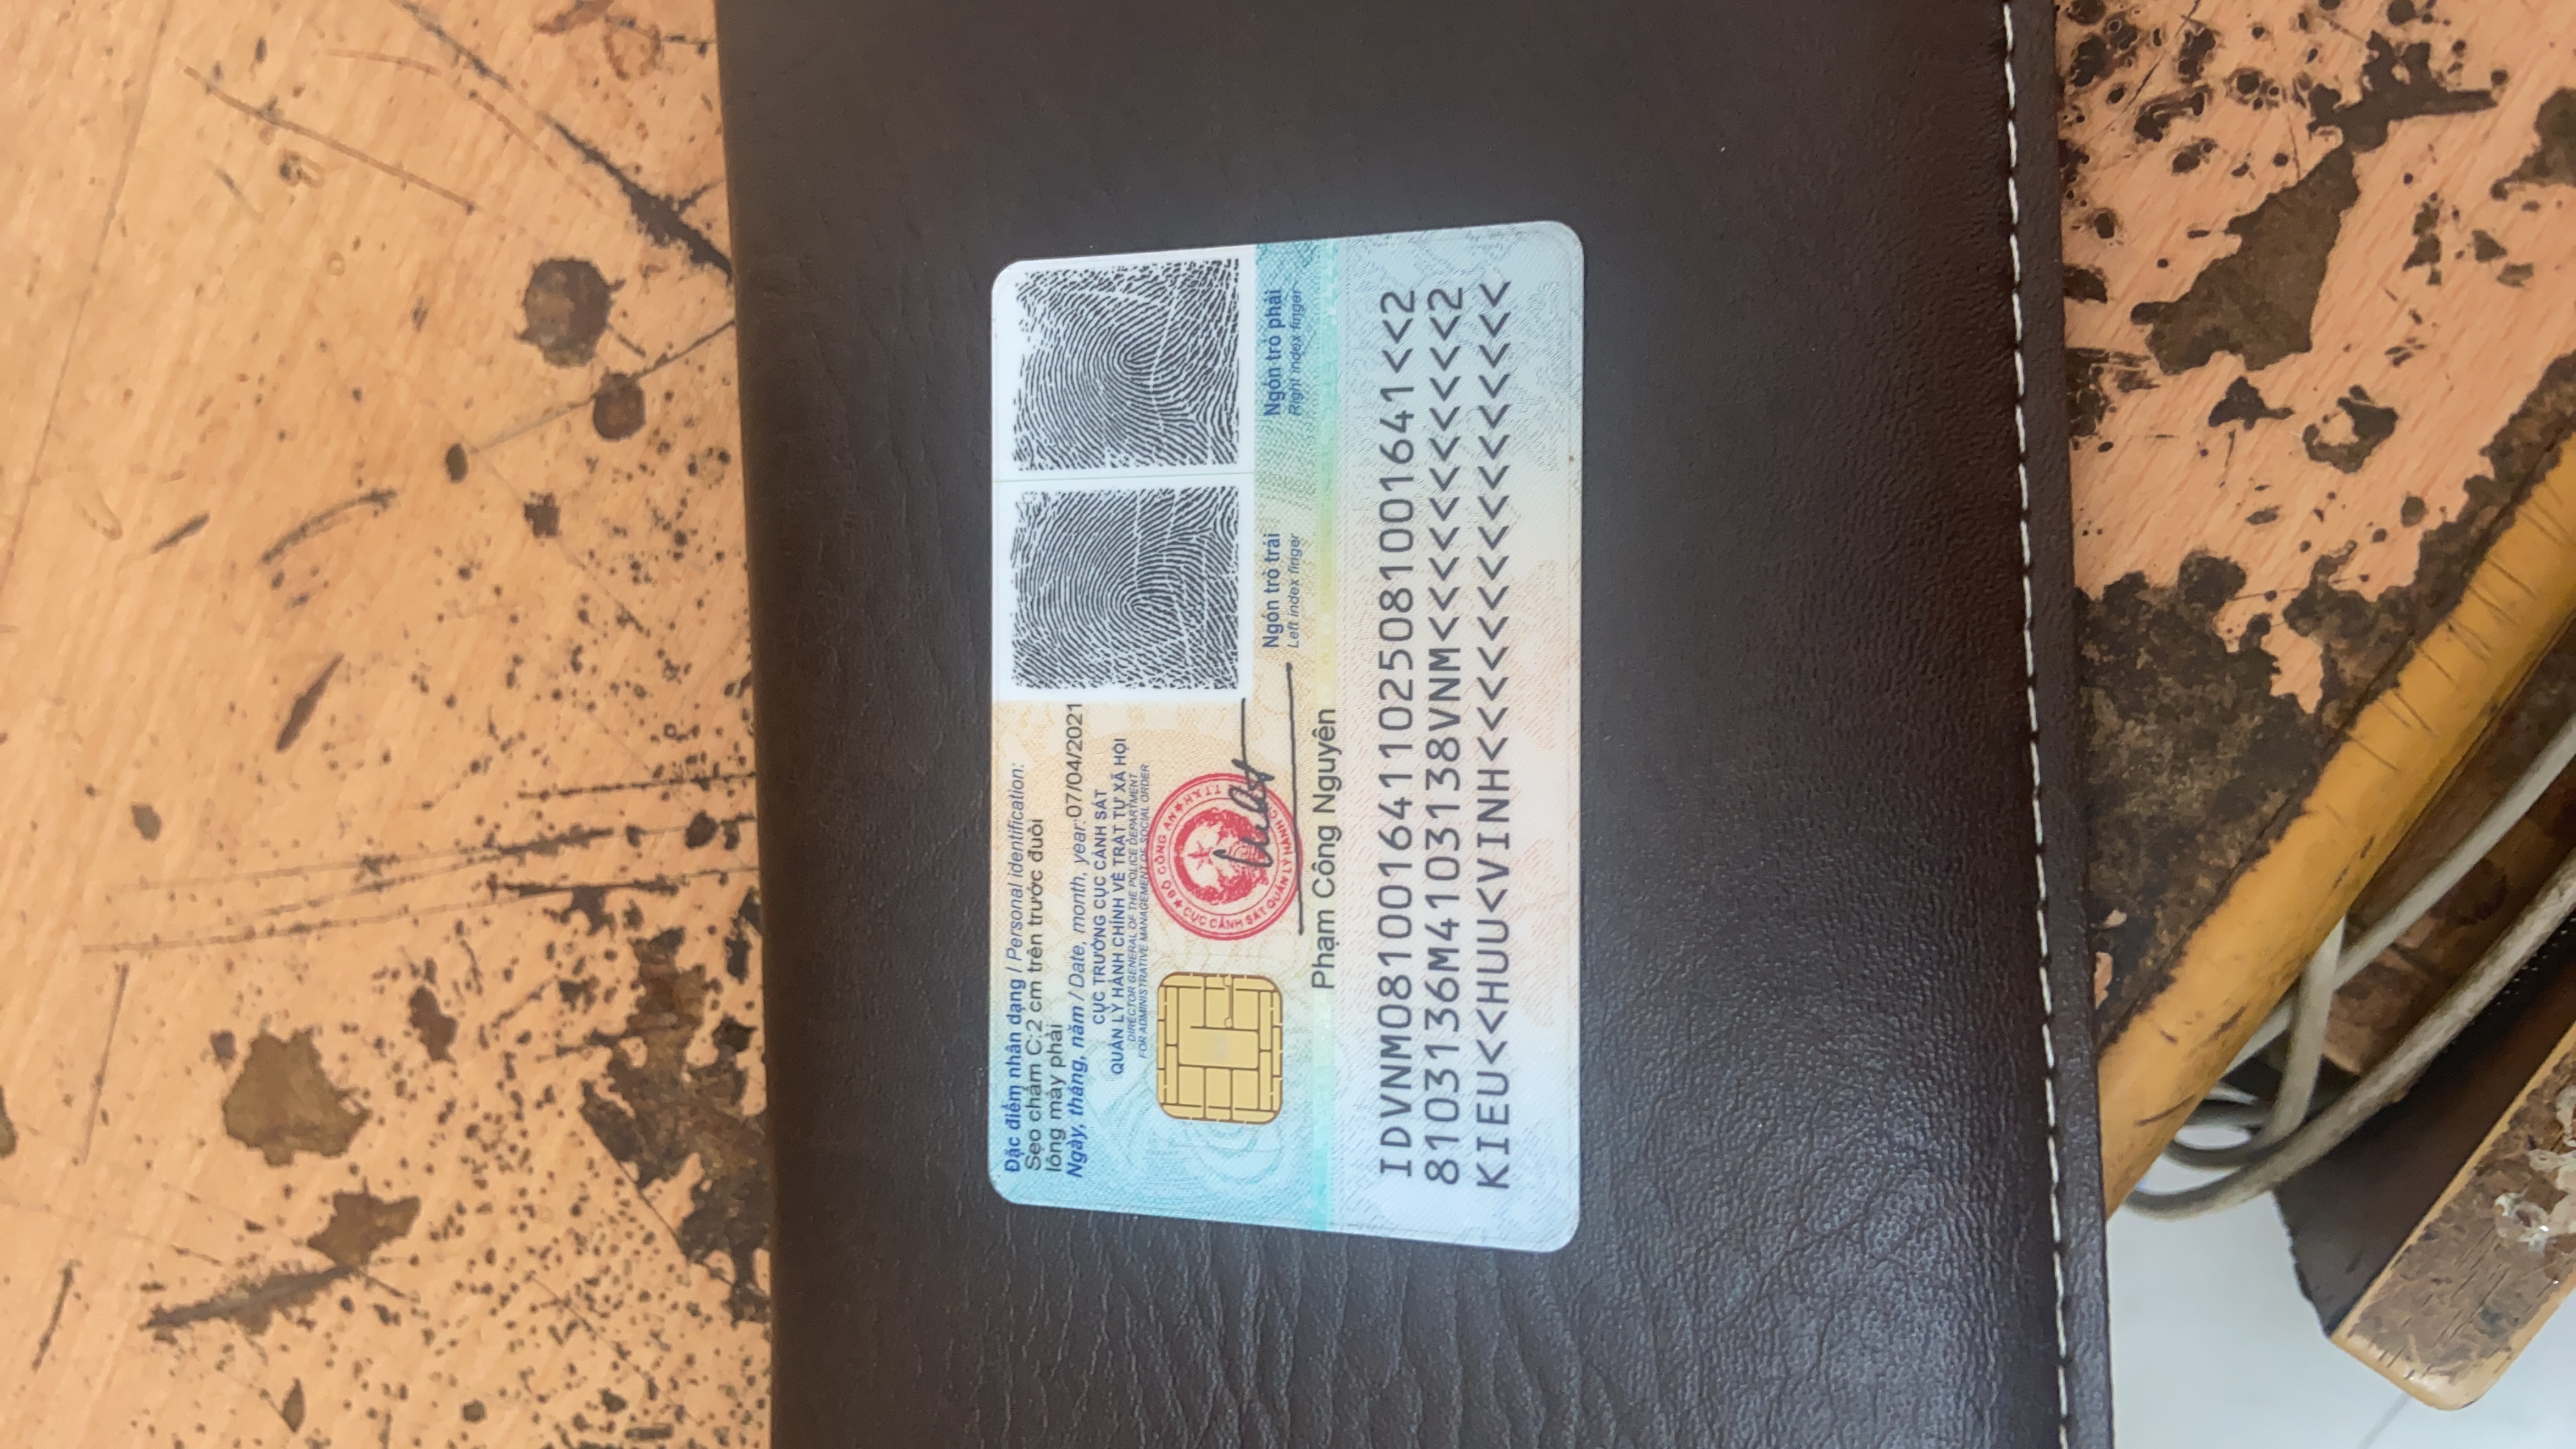 Đặc điểm nhân dạng / Personal identification:
Sẹo chấm C:2 cm trên trước đuôi
lông mày phải
Ngày, tháng, năm / Date, month, year:07/04/2021
CỤC TRƯỞNG CỤC CẢNH SÁT
QUẢN LÝ HÀNH CHÍNH VỀ TRẬT TỰ XÃ HỘI
DIRECTOR GENERAL OF THE POLICE DEPARTMENT
FOR ADMINISTRATIVE MANAGEMENT OF SOCIAL ORDER
BỘ CÔNG AN
CỤC CẢNH SÁT QUẢN LÝ HÀNH
Phạm Công Nguyên
Ngón trỏ trái
Left index finger
Ngón trỏ phải
Right index finger
IDVNM0810016411025081001641<<2
8103136M4103138VNM<<<<<<<<<<<2
KIEU<<HUU<VINH<<<<<<<<<<<<<<<<